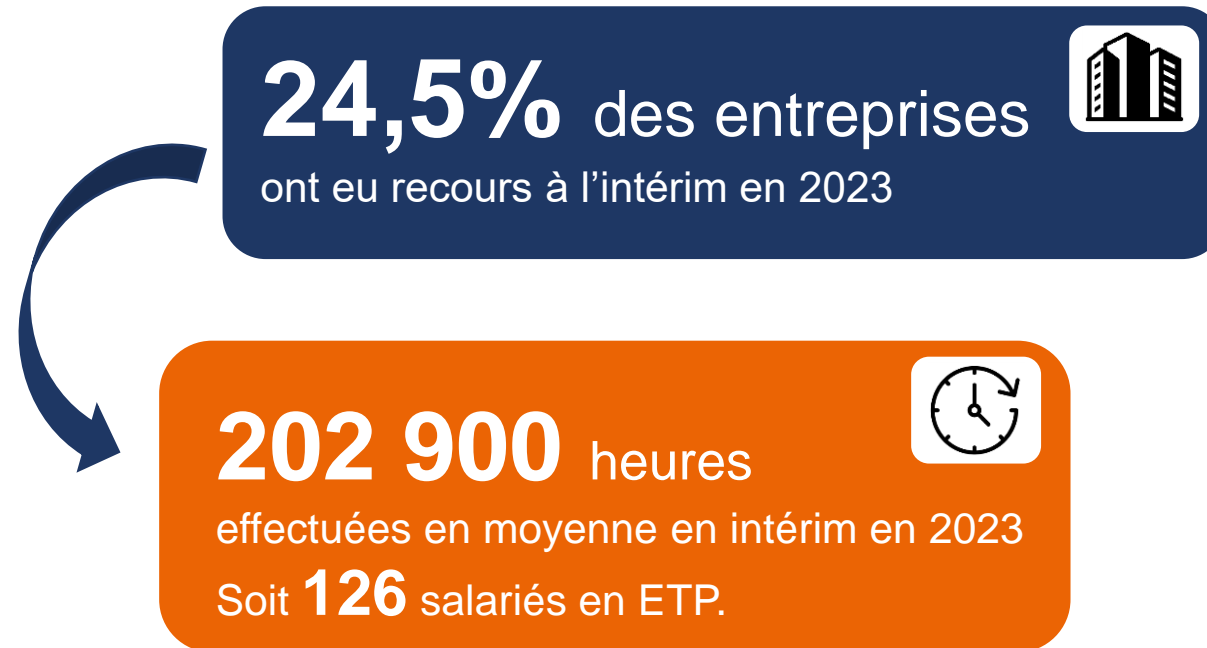 24,5% des entreprises
ont eu recours à l’intérim en 2023
202 900 heures
effectuées en moyenne en intérim en 2023
Soit 126 salariés en ETP.